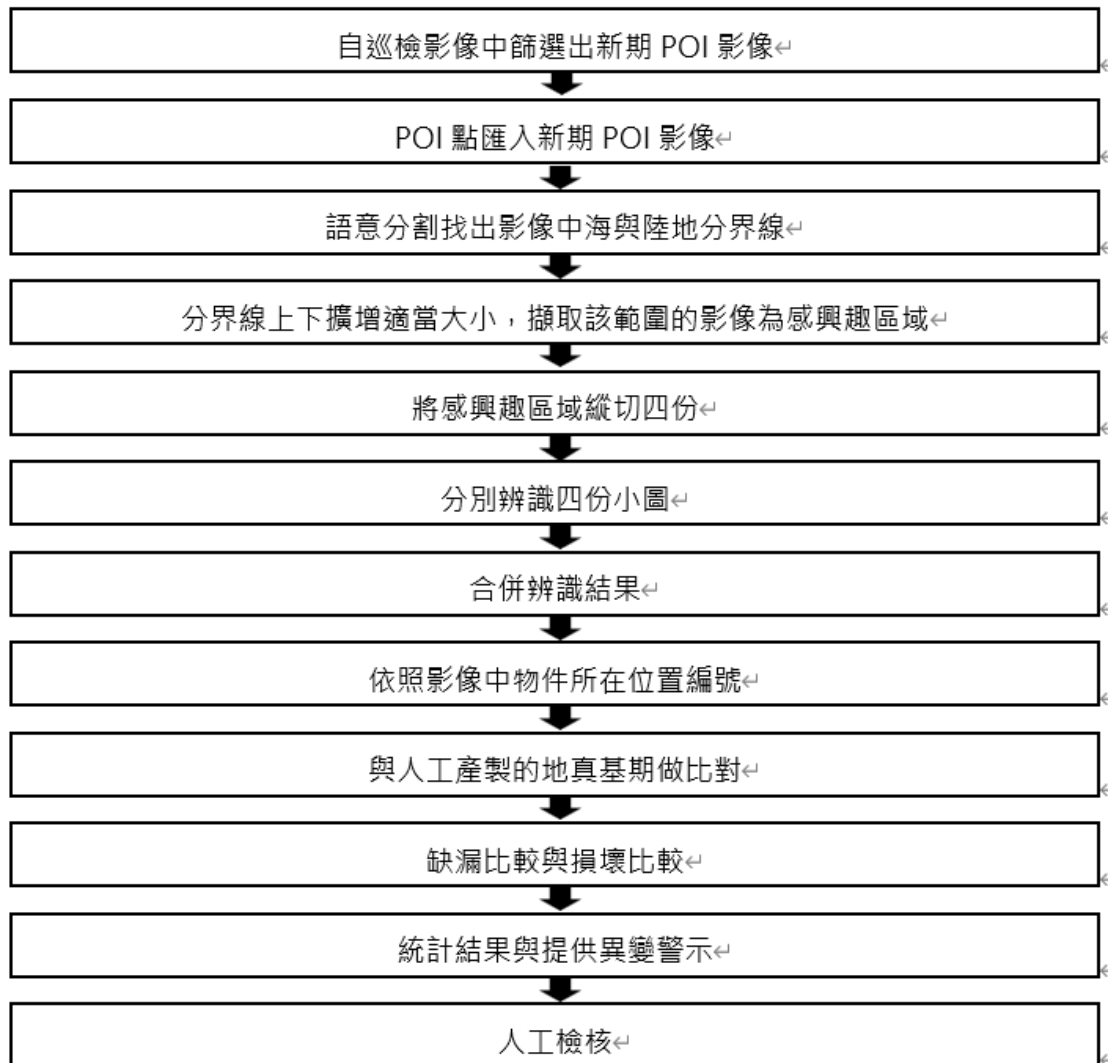 自巡檢影像中篩選出新期 POI 影像↵
POI 點匯入新期 POI 影像↵
語意分割找出影像中海與陸地分界線↵
分界線上下擴增適當大小，擷取該範圍的影像為感興趣區域↵
將感興趣區域縱切四份↵
分別辨識四份小圖↵
合併辨識結果↵
依照影像中物件所在位置編號↵
與人工產製的地真基期做比對↵
缺漏比較與損壞比較↵
統計結果與提供異變警示↵
人工檢核↵